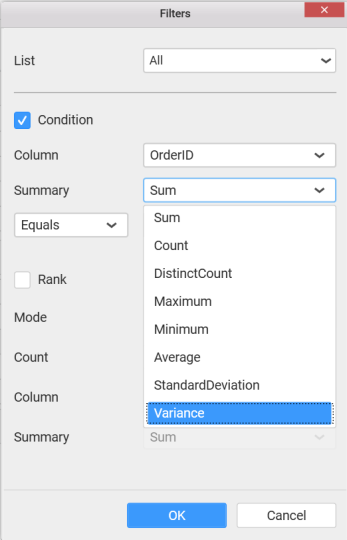 Filters
List All
Condition
Column OrderID
Summary Sum
Equals Sum
Count
DistinctCount
Rank Maximum
Mode Minimum
Count Average
StandardDeviation
Column Variance
Summary Sum
OK Cancel